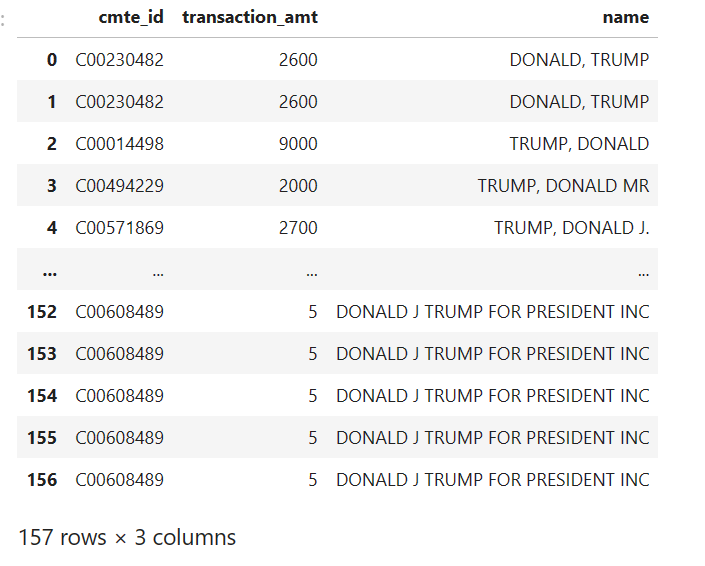 cmte_id transaction_amt name
0 C00230482 2600 DONALD, TRUMP
1 C00230482 2600 DONALD, TRUMP
2 C00014498 9000 TRUMP, DONALD
3 C00494229 2000 TRUMP, DONALD MR
4 C00571869 2700 TRUMP, DONALD J.
... ... ... ...
152 C00608489 5 DONALD J TRUMP FOR PRESIDENT INC
153 C00608489 5 DONALD J TRUMP FOR PRESIDENT INC
154 C00608489 5 DONALD J TRUMP FOR PRESIDENT INC
155 C00608489 5 DONALD J TRUMP FOR PRESIDENT INC
156 C00608489 5 DONALD J TRUMP FOR PRESIDENT INC
157 rows × 3 columns